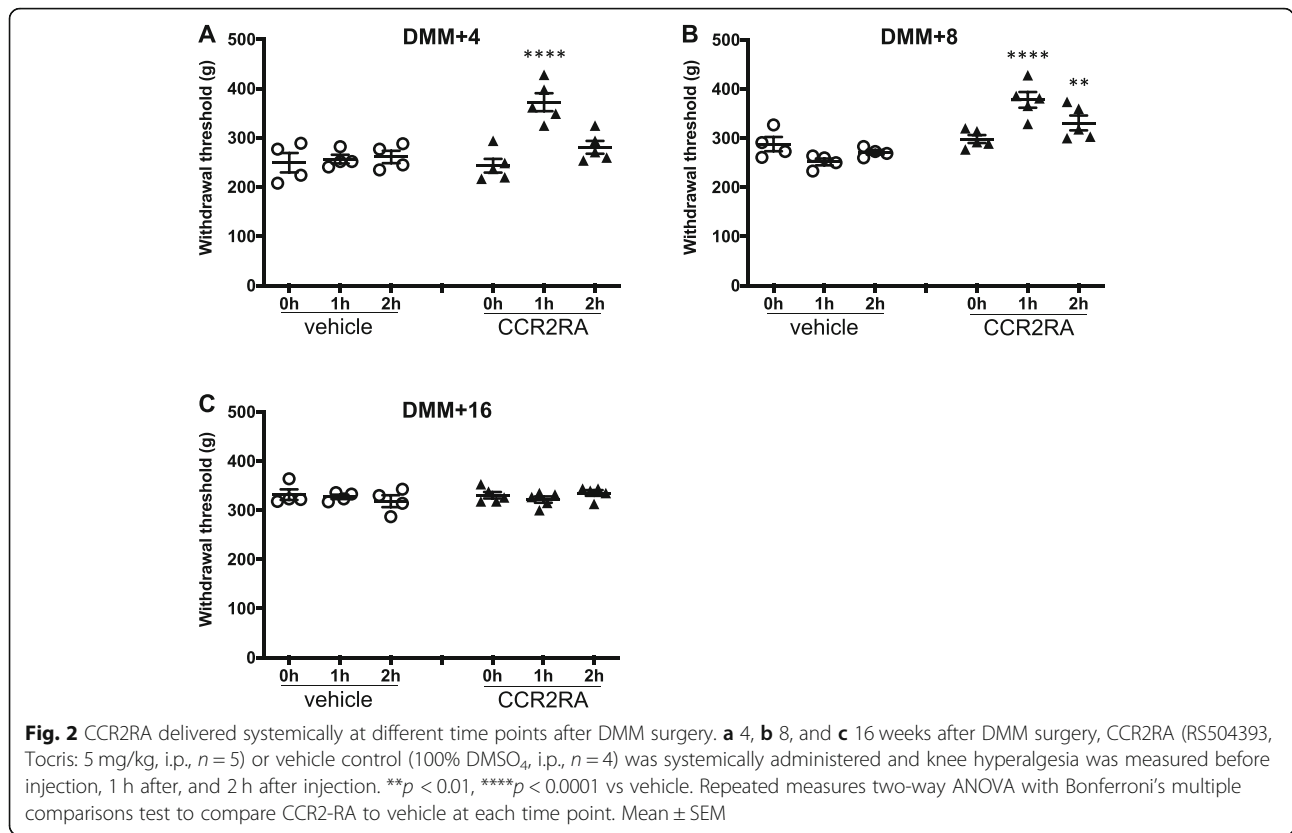 A
DMM+4
Withdrawal threshold (g)
500
400
300
200
100
0
****
0h 1h 2h 0h 1h 2h
vehicle CCR2RA
B
DMM+8
Withdrawal threshold (g)
500
400
300
200
100
0
**** **
0h 1h 2h 0h 1h 2h
vehicle CCR2RA
C
DMM+16
Withdrawal threshold (g)
500
400
300
200
100
0
0h 1h 2h 0h 1h 2h
vehicle CCR2RA
Fig. 2 CCR2RA delivered systemically at different time points after DMM surgery. a 4, b 8, and c 16 weeks after DMM surgery, CCR2RA (RS504393,
Tocris: 5 mg/kg, i.p., n = 5) or vehicle control (100% DMSO₄, i.p., n = 4) was systemically administered and knee hyperalgesia was measured before
injection, 1 h after, and 2 h after injection. **p < 0.01, ****p < 0.0001 vs vehicle. Repeated measures two-way ANOVA with Bonferroni's multiple
comparisons test to compare CCR2-RA to vehicle at each time point. Mean ± SEM